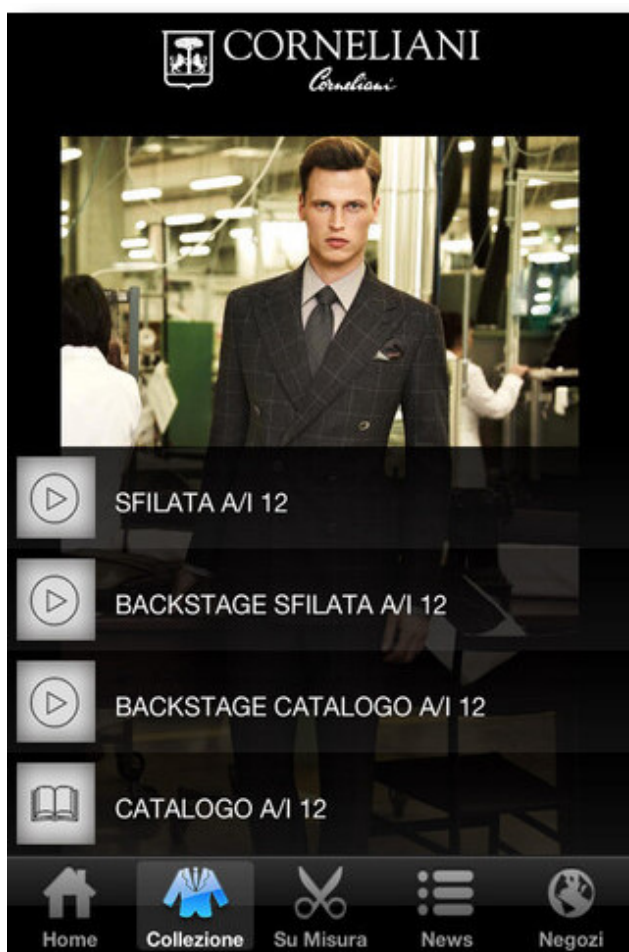 CORNELIANI
Corneliani
SFILATA A/I 12
BACKSTAGE SFILATA A/I 12
BACKSTAGE CATALOGO A/I 12
CATALOGO A/I 12
Home Collezione Su Misura News Negozi